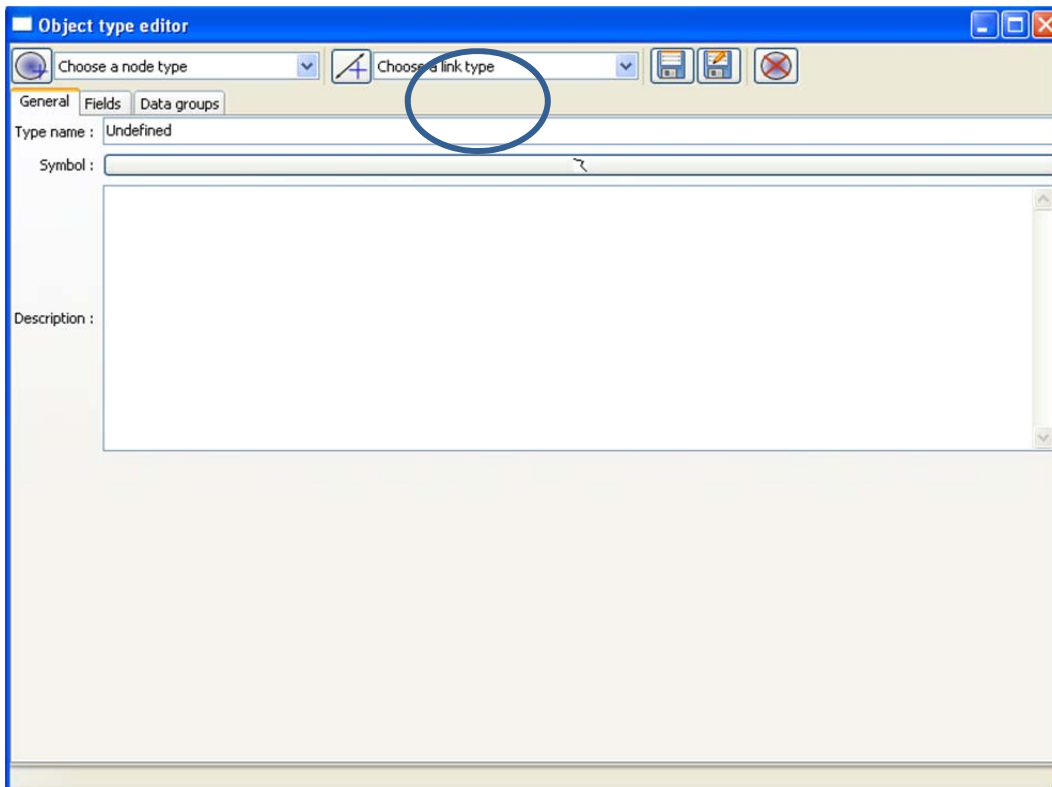 Object type editor
Choose a node type Choose a link type
General Fields Data groups
Type name : Undefined
Symbol :
Description :